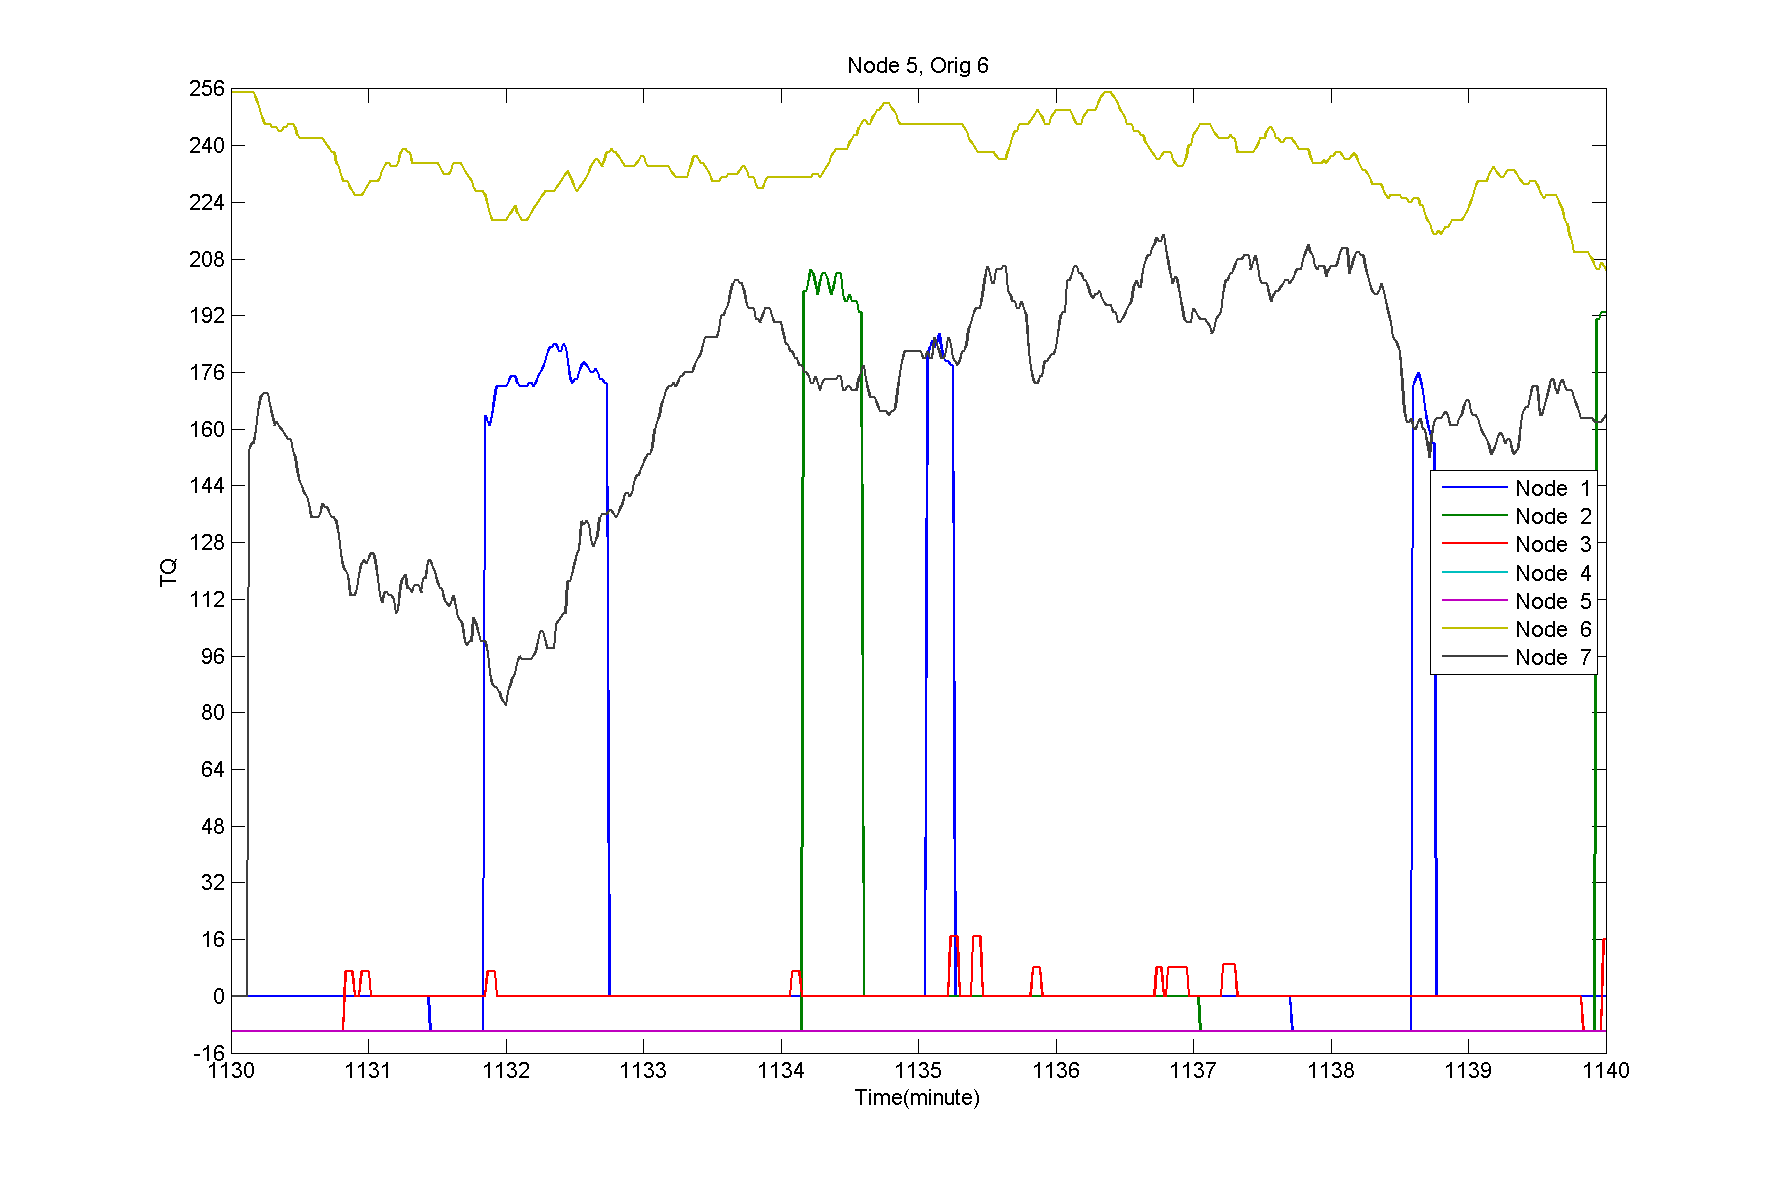 Node 5, Orig 6
256
240
224
208
192
176
160
144
128
112
96
80
64
48
32
16
0
-16
TQ
Node 1
Node 2
Node 3
Node 4
Node 5
Node 6
Node 7
1130 1131 1132 1133 1134 1135 1136 1137 1138 1139 1140
Time(minute)